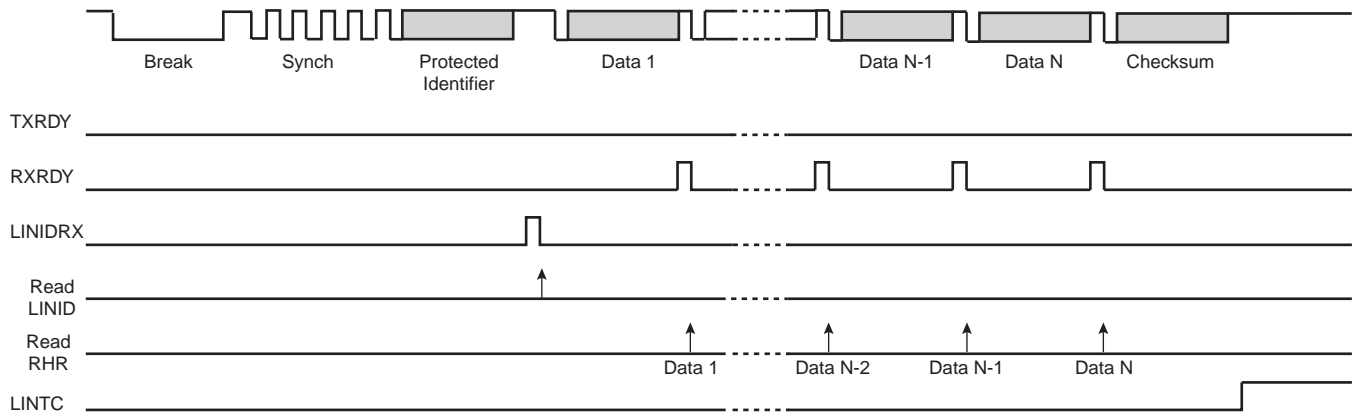 Break Synch Protected Identifier Data 1 Data N-1 Data N Checksum
TXRDY
RXRDY
LINIDRX
Read
LINID
Read
RHR
Data 1 Data N-2 Data N-1 Data N
LINTC